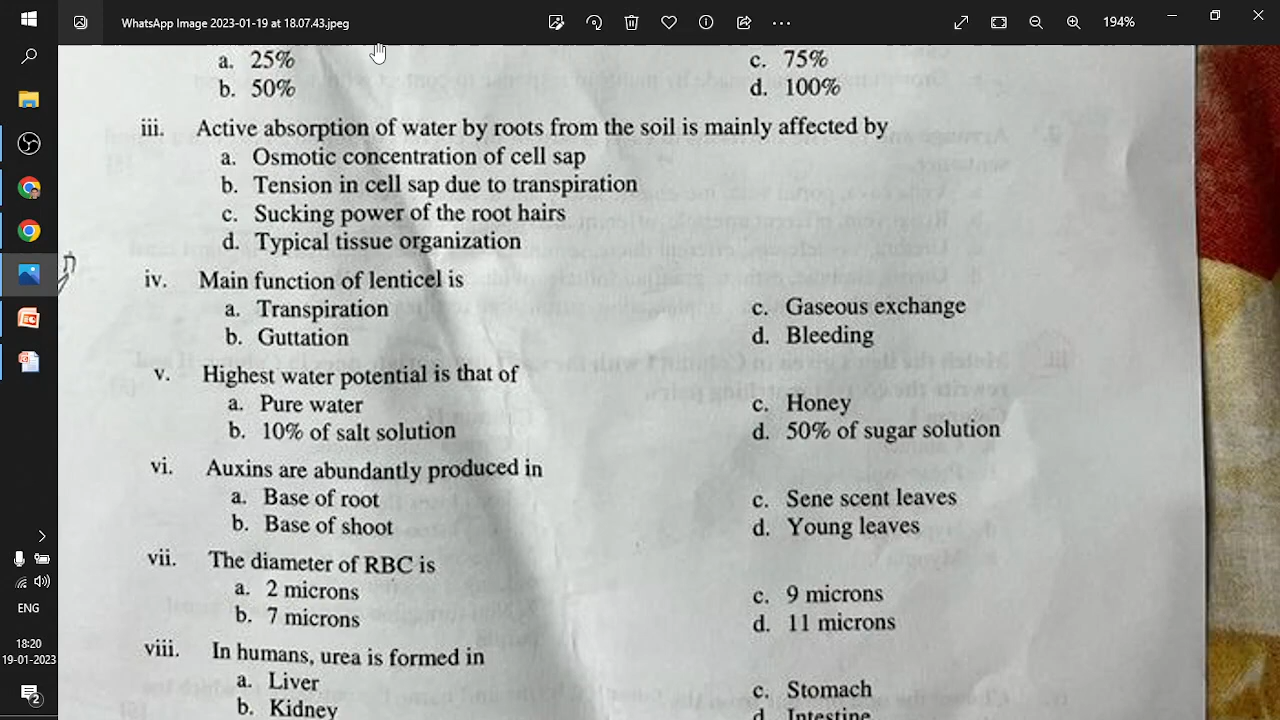 WhatsApp Image 2023-01-19 at 18.07.43.jpeg
194%
a. 25%
c. 75%
b. 50%
d. 100%
iii. Active absorption of water by roots from the soil is mainly affected by
a. Osmotic concentration of cell sap
b. Tension in cell sap due to transpiration
c. Sucking power of the root hairs
d. Typical tissue organization
iv. Main function of lenticel is
a. Transpiration
c. Gaseous exchange
b. Guttation
d. Bleeding
v. Highest water potential is that of
a. Pure water
c. Honey
b. 10% of salt solution
d. 50% of sugar solution
vi. Auxins are abundantly produced in
a. Base of root
c. Sene scent leaves
b. Base of shoot
d. Young leaves
vii. The diameter of RBC is
a. 2 microns
c. 9 microns
b. 7 microns
d. 11 microns
viii. In humans, urea is formed in
a. Liver
c. Stomach
b. Kidney
d. Intestine
ENG
18:20
19-01-2023
2